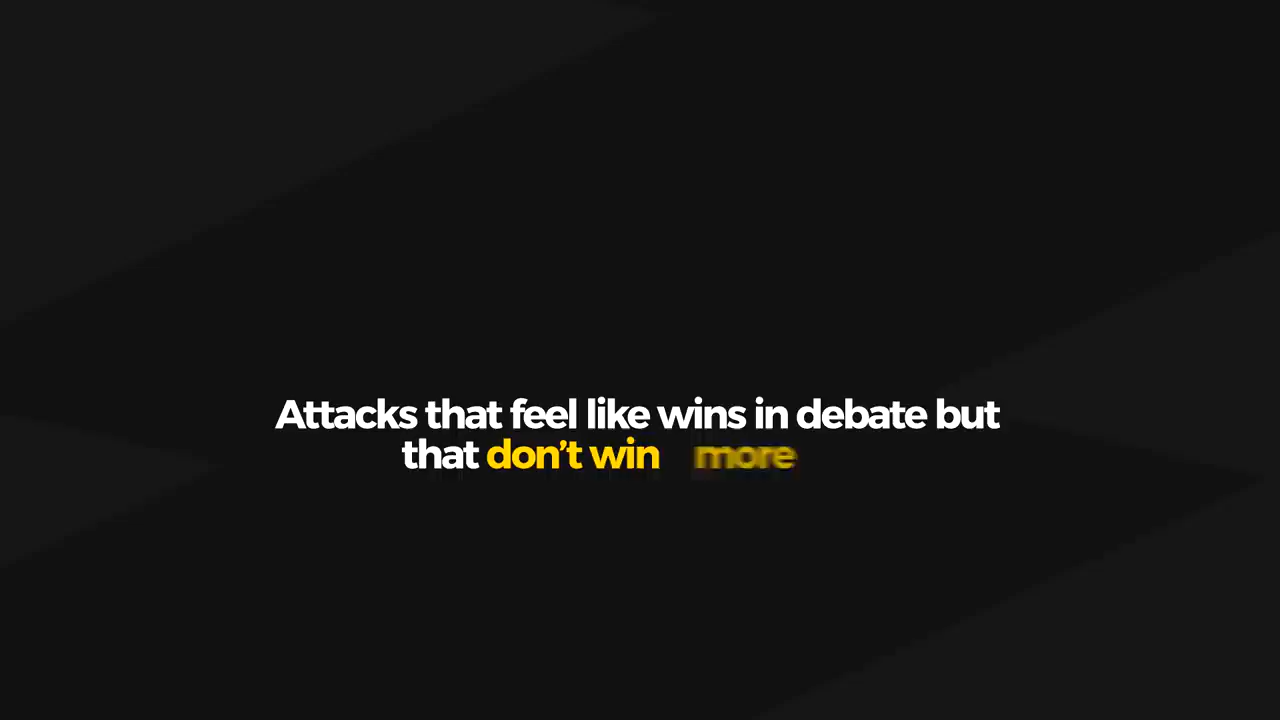 Attacks that feel like wins in debate but
that don’t win more